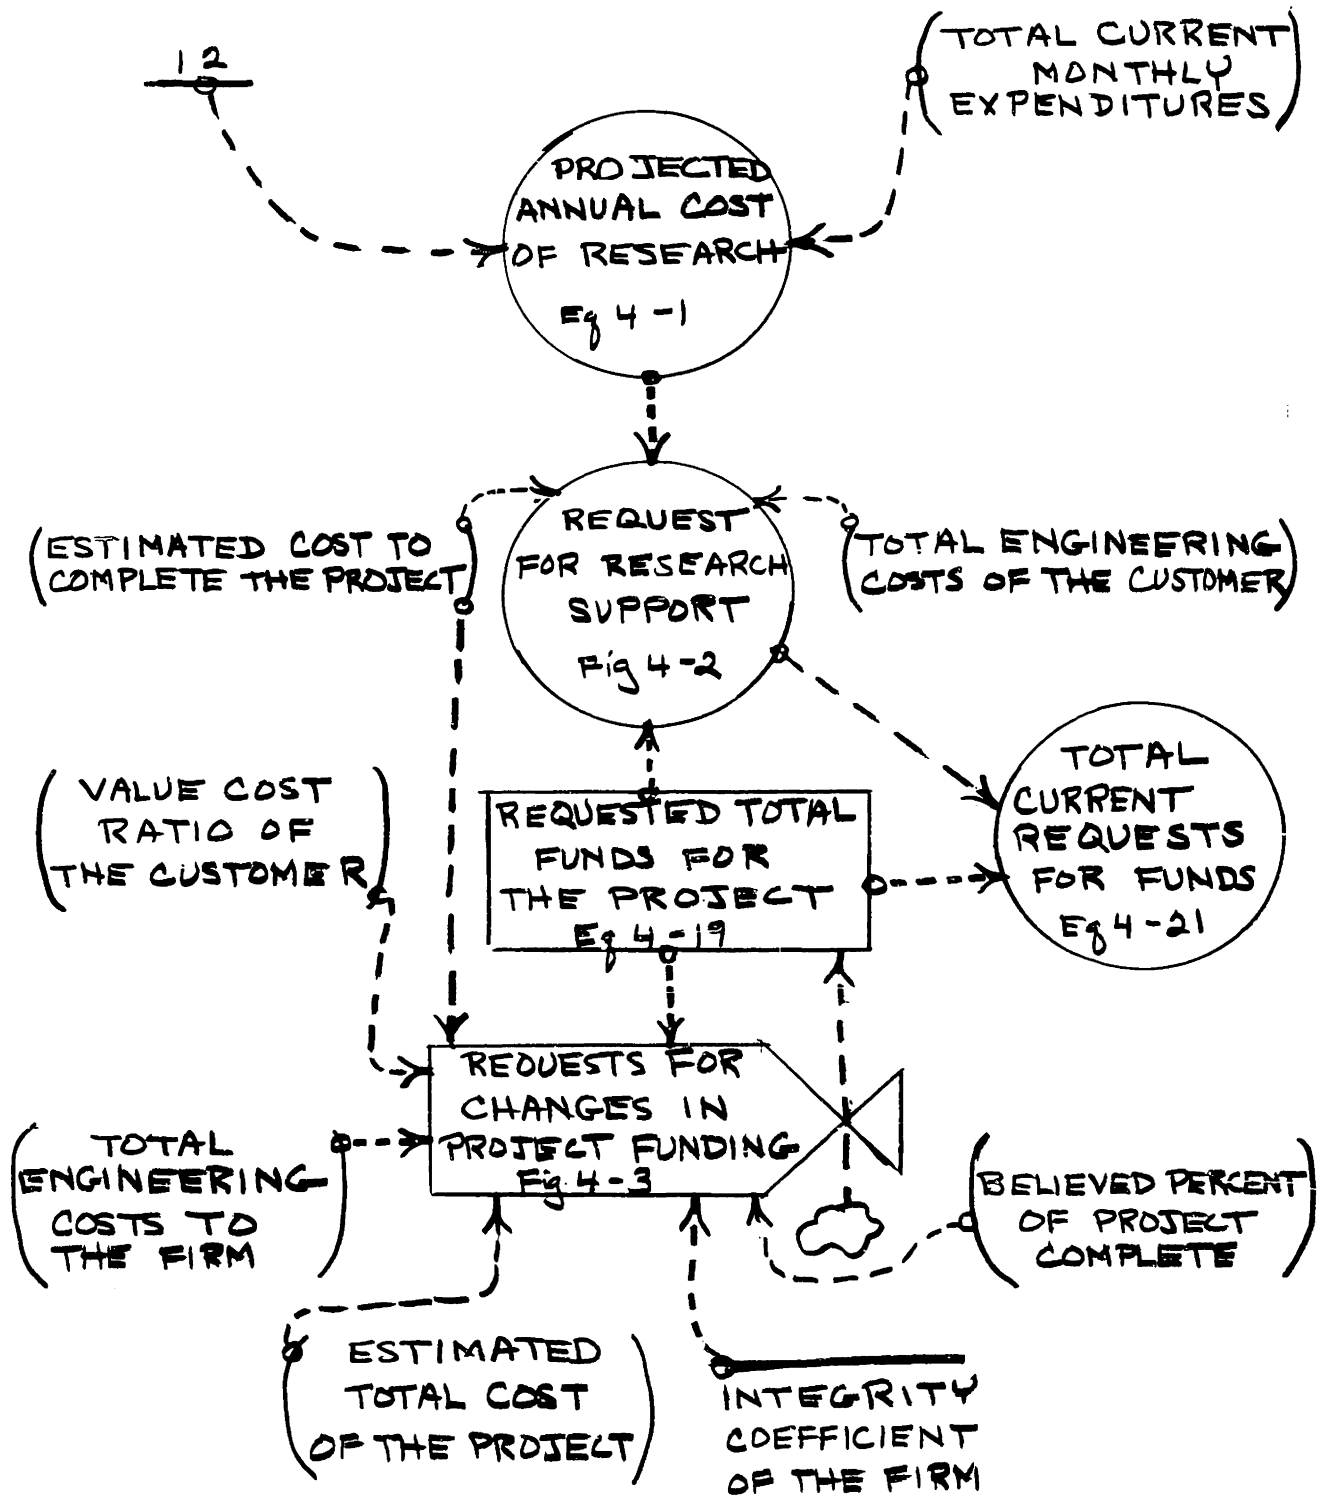 12
(TOTAL CURRENT
MONTHLY
EXPENDITURES)
PROJECTED
ANNUAL COST
OF RESEARCH
Eq 4-1
(ESTIMATED COST TO
COMPLETE THE PROJECT)
REQUEST
FOR RESEARCH
SUPPORT
Fig 4-2
(TOTAL ENGINEERING
COSTS OF THE CUSTOMER)
(VALUE COST
RATIO OF
THE CUSTOMER)
REQUESTED TOTAL
FUNDS FOR
THE PROJECT
Eq 4-19
TOTAL
CURRENT
REQUESTS
FOR FUNDS
Eq 4-21
REQUESTS FOR
CHANGES IN
PROJECT FUNDING
Fig. 4-3
(TOTAL
ENGINEERING
COSTS TO
THE FIRM)
(BELIEVED PERCENT
OF PROJECT
COMPLETE)
(ESTIMATED
TOTAL COST
OF THE PROJECT)
INTEGRITY
COEFFICIENT
OF THE FIRM